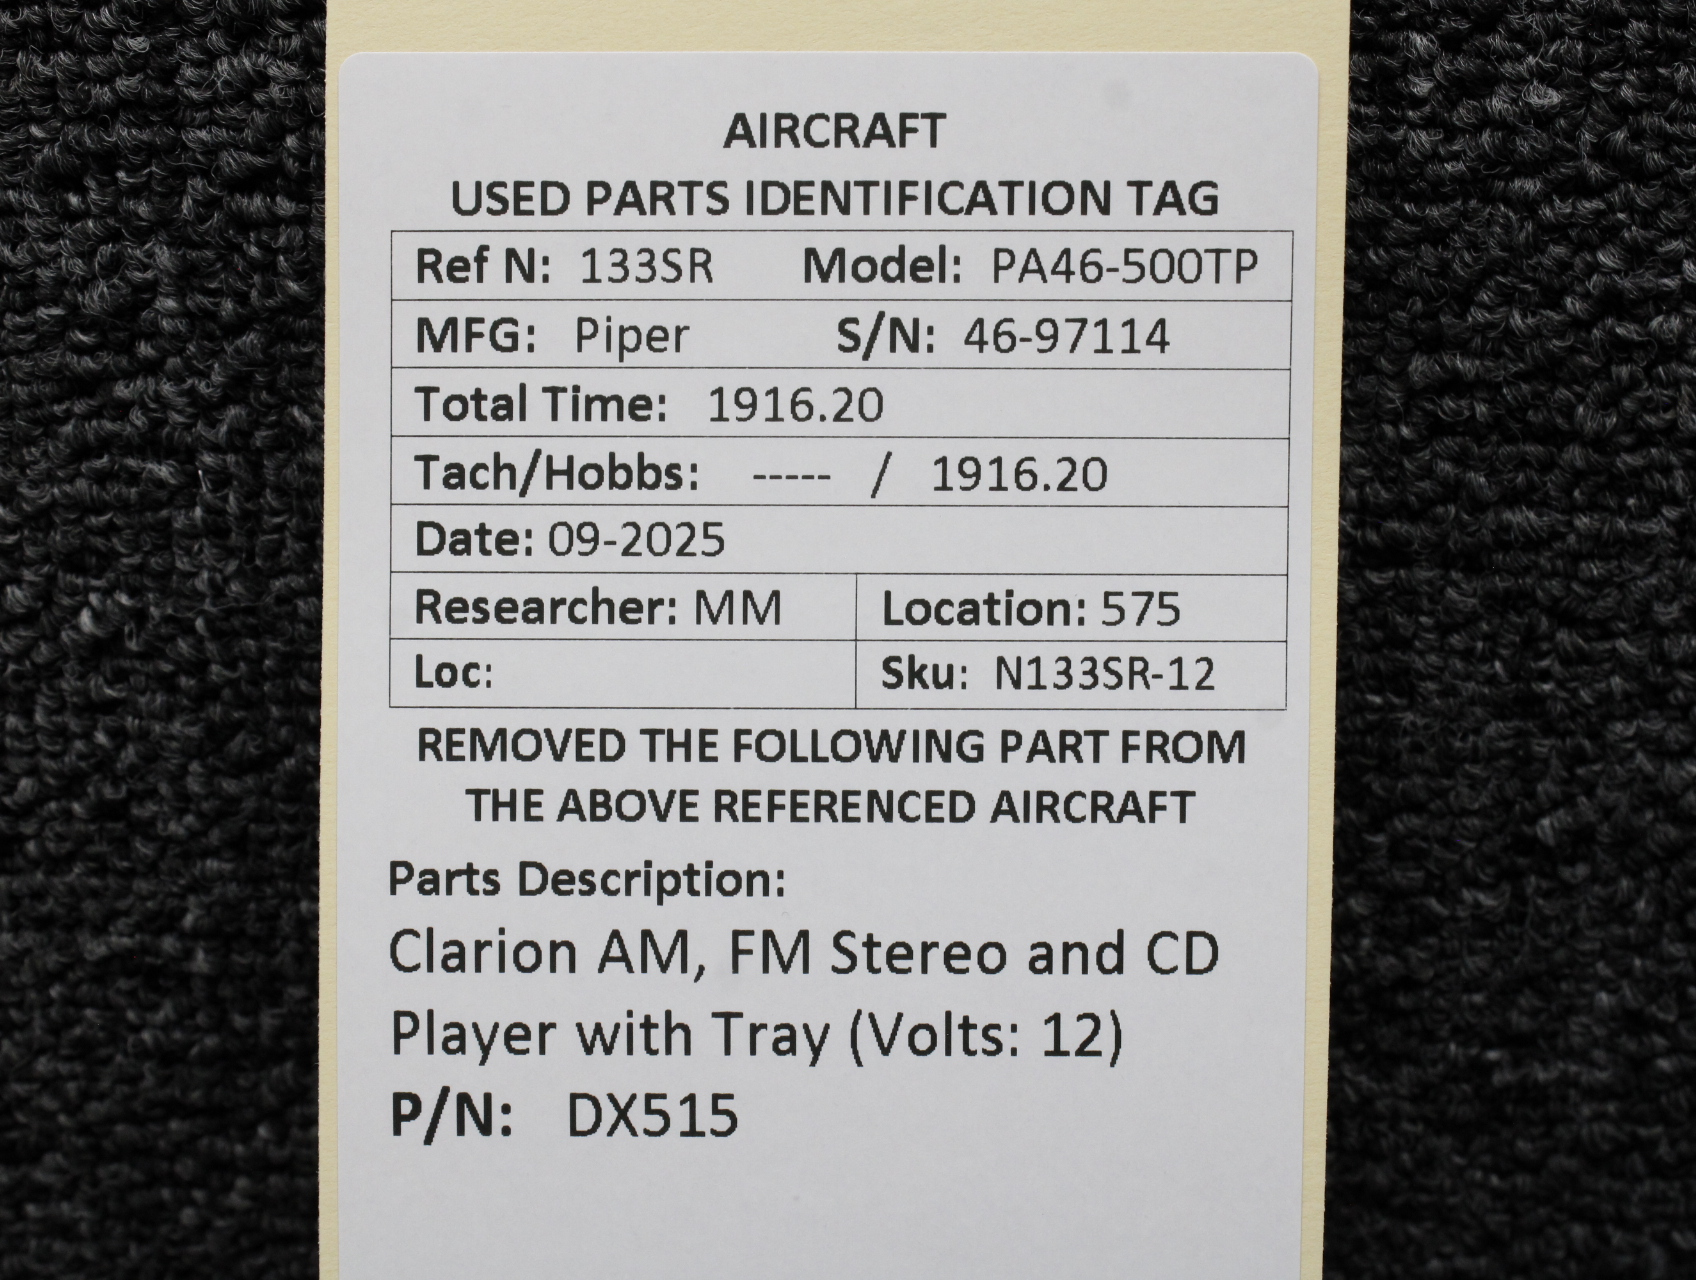 AIRCRAFT
USED PARTS IDENTIFICATION TAG
Ref N: 133SR Model: PA46-500TP
MFG: Piper S/N: 46-97114
Total Time: 1916.20
Tach/Hobbs: ----- / 1916.20
Date: 09-2025
Researcher: MM Location: 575
Loc: Sku: N133SR-12
REMOVED THE FOLLOWING PART FROM
THE ABOVE REFERENCED AIRCRAFT
Parts Description:
Clarion AM, FM Stereo and CD
Player with Tray (Volts: 12)
P/N: DX515